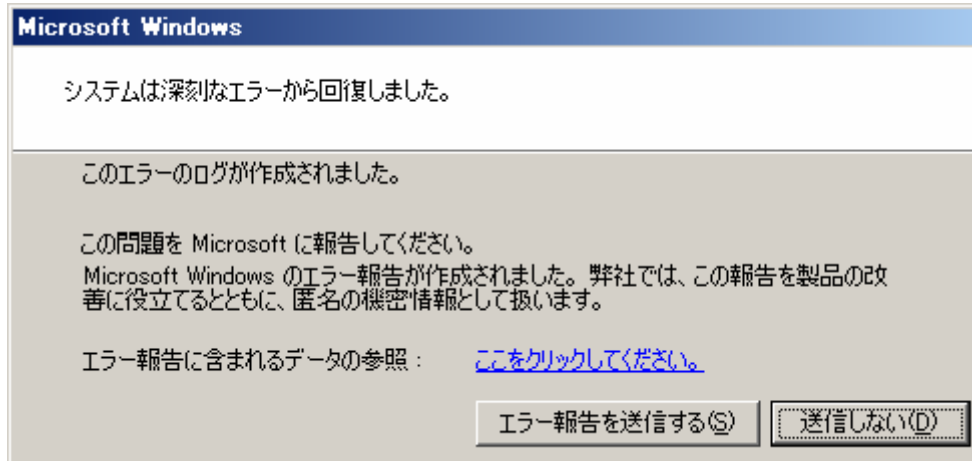 Microsoft Windows
システムは深刻なエラーから回復しました。
このエラーのログが作成されました。
この問題を Microsoft に報告してください。
Microsoft Windows のエラー報告が作成されました。弊社では、この報告を製品の改
善に役立てるとともに、匿名の機密情報として扱います。
エラー報告に含まれるデータの参照： ここをクリックしてください。
エラー報告を送信する(S) 送信しない(D)